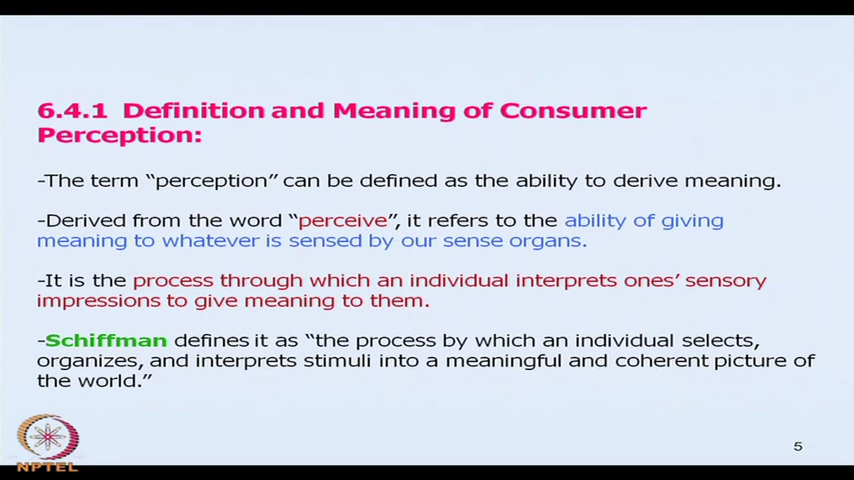 6.4.1 Definition and Meaning of Consumer
Perception:
-The term “perception” can be defined as the ability to derive meaning.
-Derived from the word “perceive”, it refers to the ability of giving
meaning to whatever is sensed by our sense organs.
-It is the process through which an individual interprets ones’ sensory
impressions to give meaning to them.
-Schiffman defines it as “the process by which an individual selects,
organizes, and interprets stimuli into a meaningful and coherent picture of
the world.”
5
NPTEL